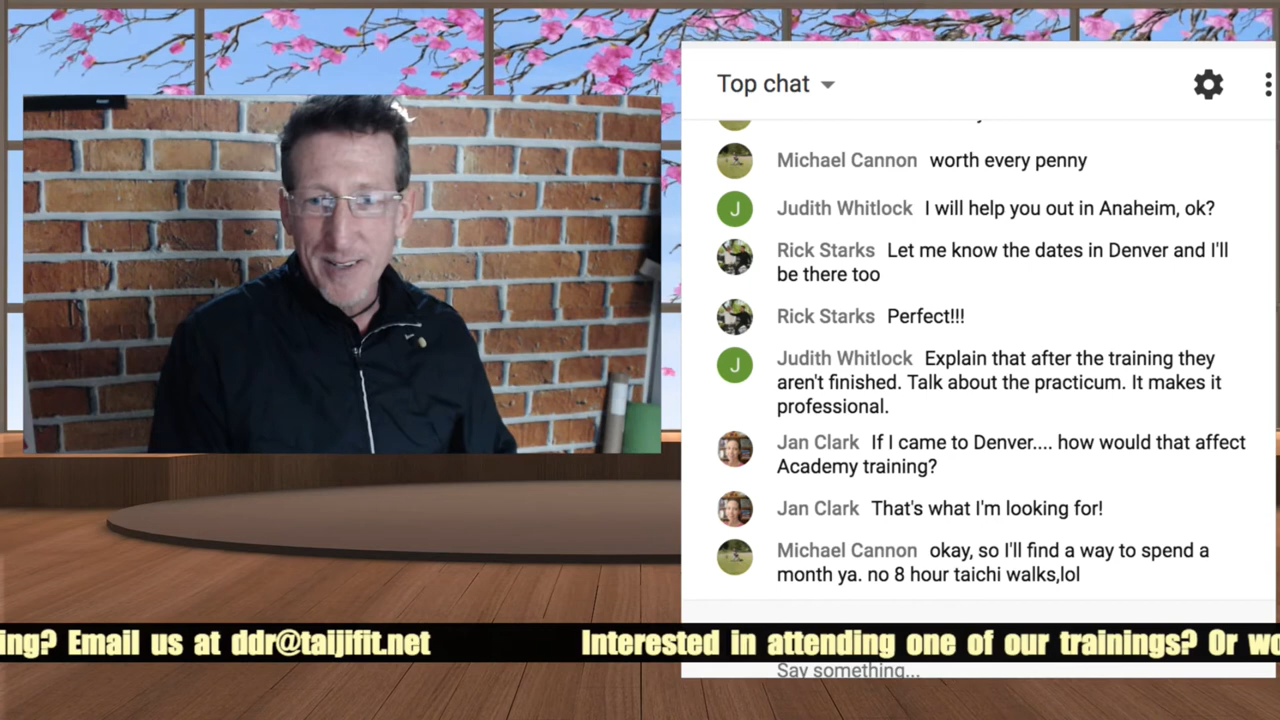 Top chat
Michael Cannon worth every penny
Judith Whitlock I will help you out in Anaheim, ok?
Rick Starks Let me know the dates in Denver and I'll
be there too
Rick Starks Perfect!!!
J
J
Judith Whitlock Explain that after the training they
aren't finished. Talk about the practicum. It makes it
professional.
Jan Clark If I came to Denver.... how would that affect
Academy training?
Jan Clark That's what I'm looking for!
Michael Cannon okay, so I'll find a way to spend a
month ya. no 8 hour taichi walks,lol
ing? Email us at ddr@taijifit.net Interested in attending one of our trainings? Or wo
Say something...